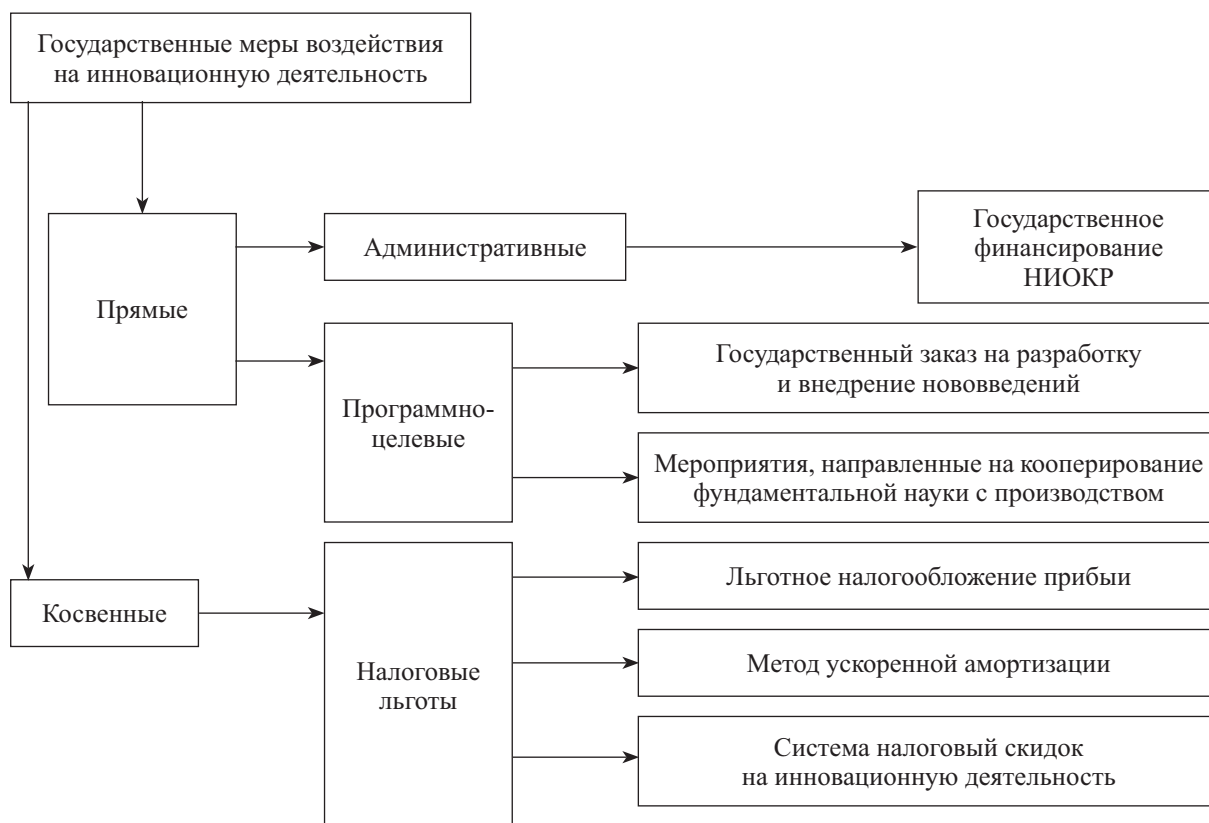 Государственные меры воздействия
на инновационную деятельность
Прямые
Административные
Государственное
финансирование
НИОКР
Программно-
целевые
Государственный заказ на разработку
и внедрение нововведений
Мероприятия, направленные на кооперирование
фундаментальной науки с производством
Косвенные
Налоговые
льготы
Льготное налогообложение прибыи
Метод ускоренной амортизации
Система налоговый скидок
на инновационную деятельность